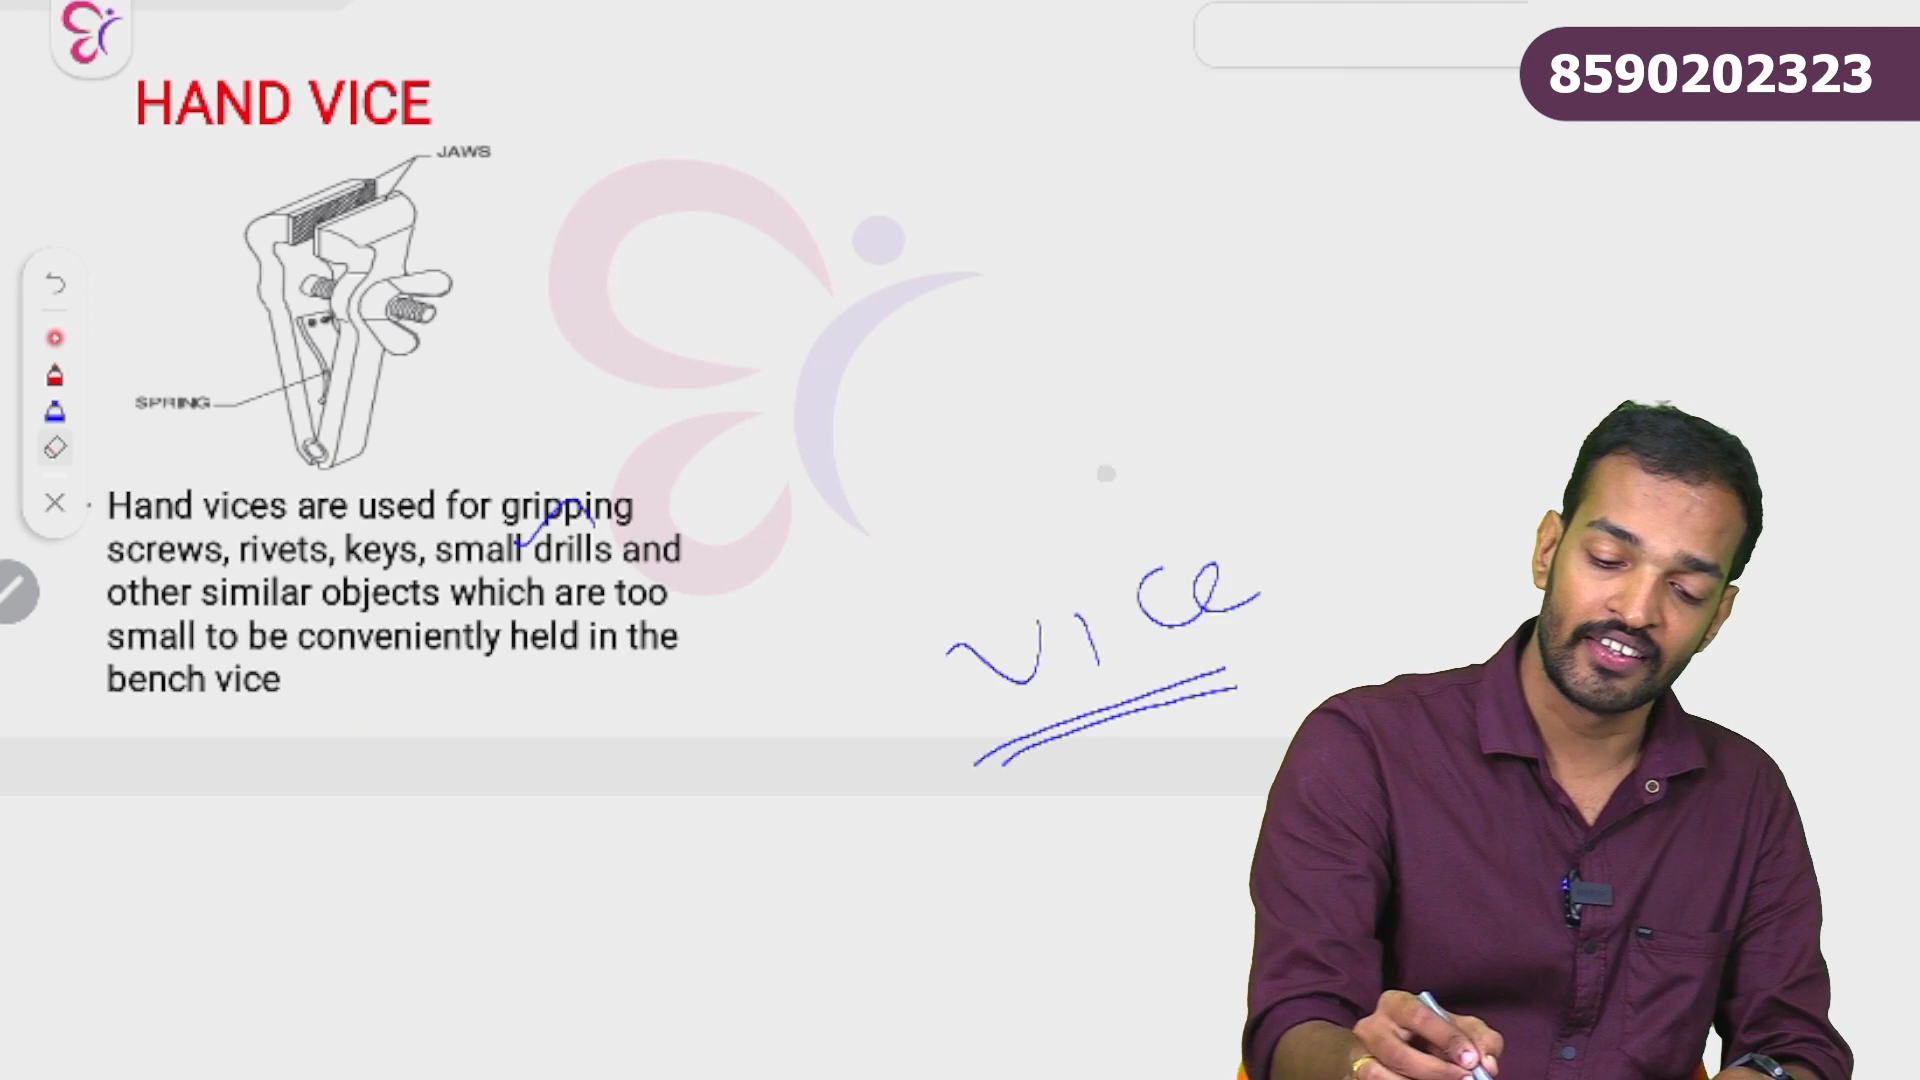 8590202323
HAND VICE
JAWS
SPRING
Hand vices are used for gripping
screws, rivets, keys, small drills and
other similar objects which are too
small to be conveniently held in the
bench vice
vice